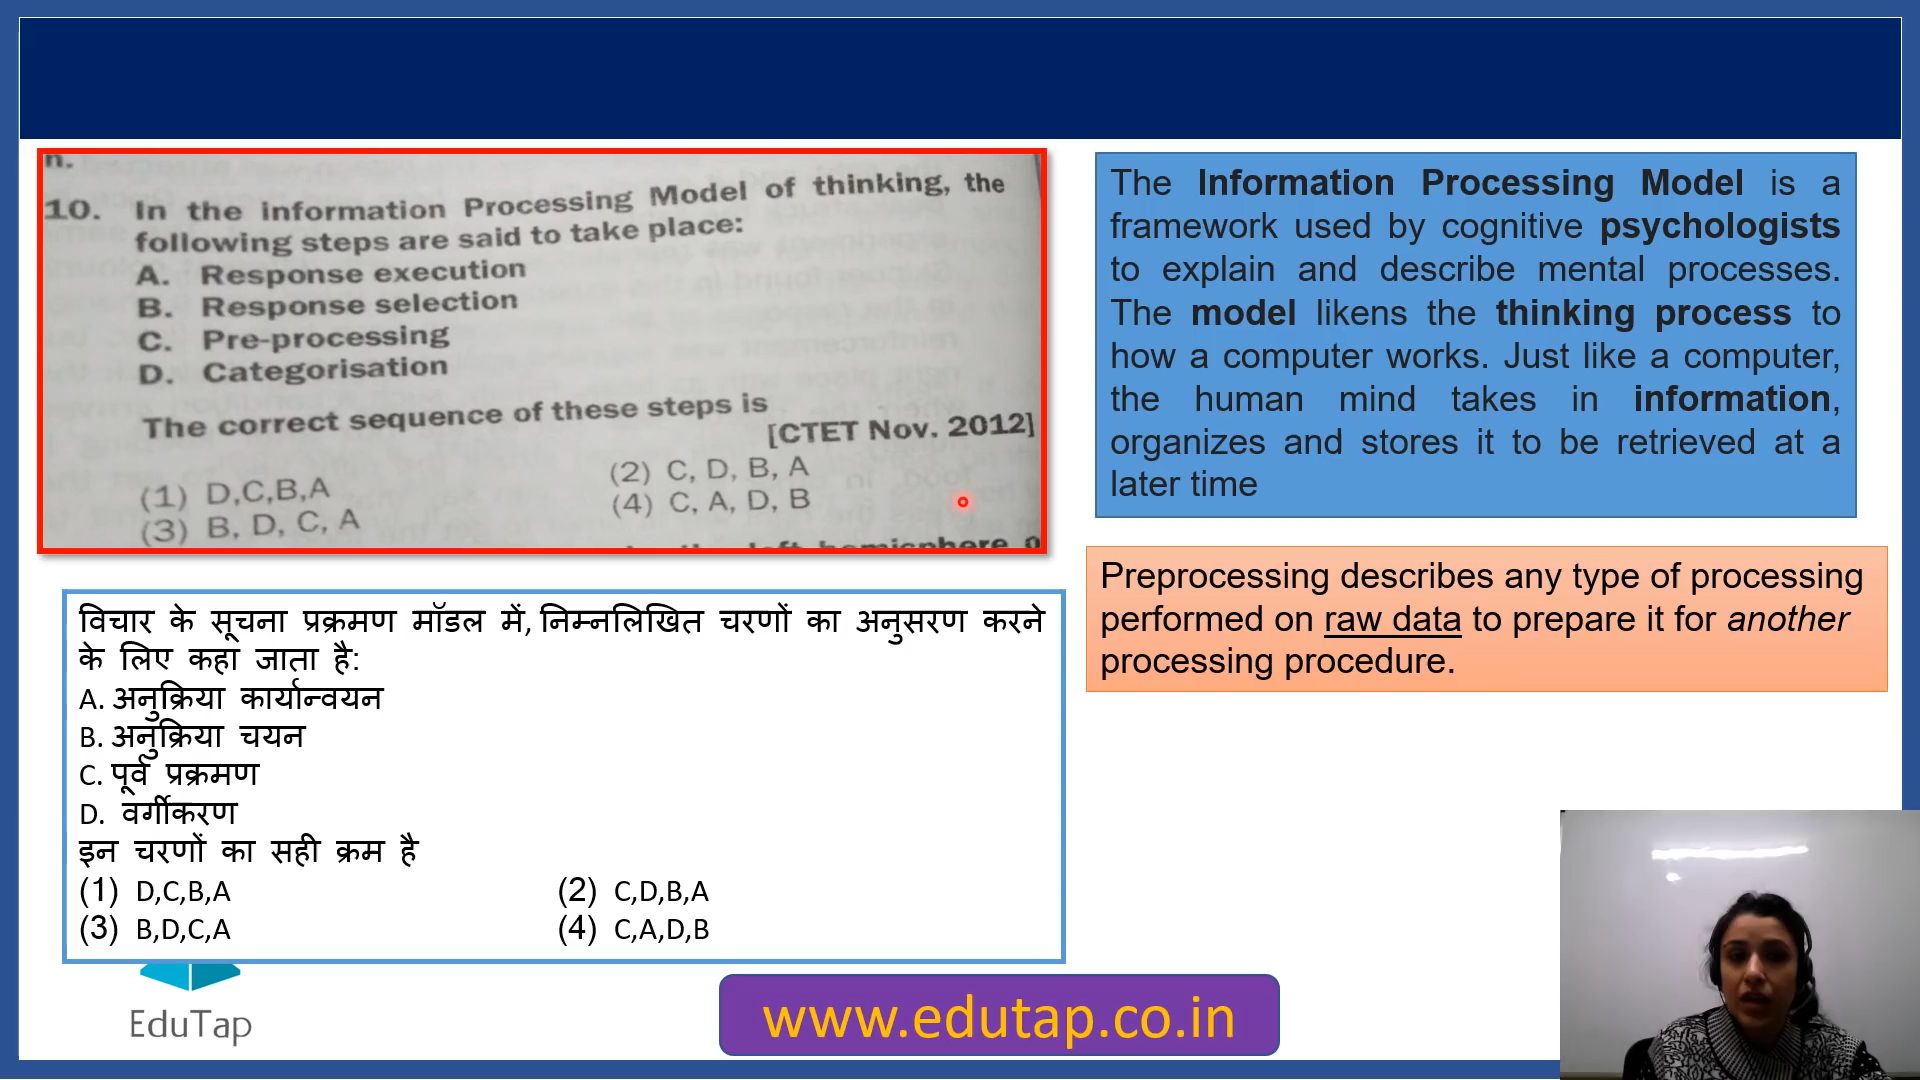 n.
10. In the information Processing Model of thinking, the
following steps are said to take place:
A. Response execution
B. Response selection
C. Pre-processing
D. Categorisation
The correct sequence of these steps is
[CTET Nov. 2012]
(1) D,C,B,A (2) C, D, B, A
(3) B, D, C, A (4) C, A, D, B
left hemisphere
The Information Processing Model is a
framework used by cognitive psychologists
to explain and describe mental processes.
The model likens the thinking process to
how a computer works. Just like a computer,
the human mind takes in information,
organizes and stores it to be retrieved at a
later time
Preprocessing describes any type of processing
performed on raw data to prepare it for another
processing procedure.
विचार के सूचना प्रक्रमण मॉडल में, निम्नलिखित चरणों का अनुसरण करने
के लिए कहा जाता है:
A. अनुक्रिया कार्यान्वयन
B. अनुक्रिया चयन
C. पूर्व प्रक्रमण
D. वर्गीकरण
इन चरणों का सही क्रम है
(1) D,C,B,A (2) C,D,B,A
(3) B,D,C,A (4) C,A,D,B
EduTap
www.edutap.co.in